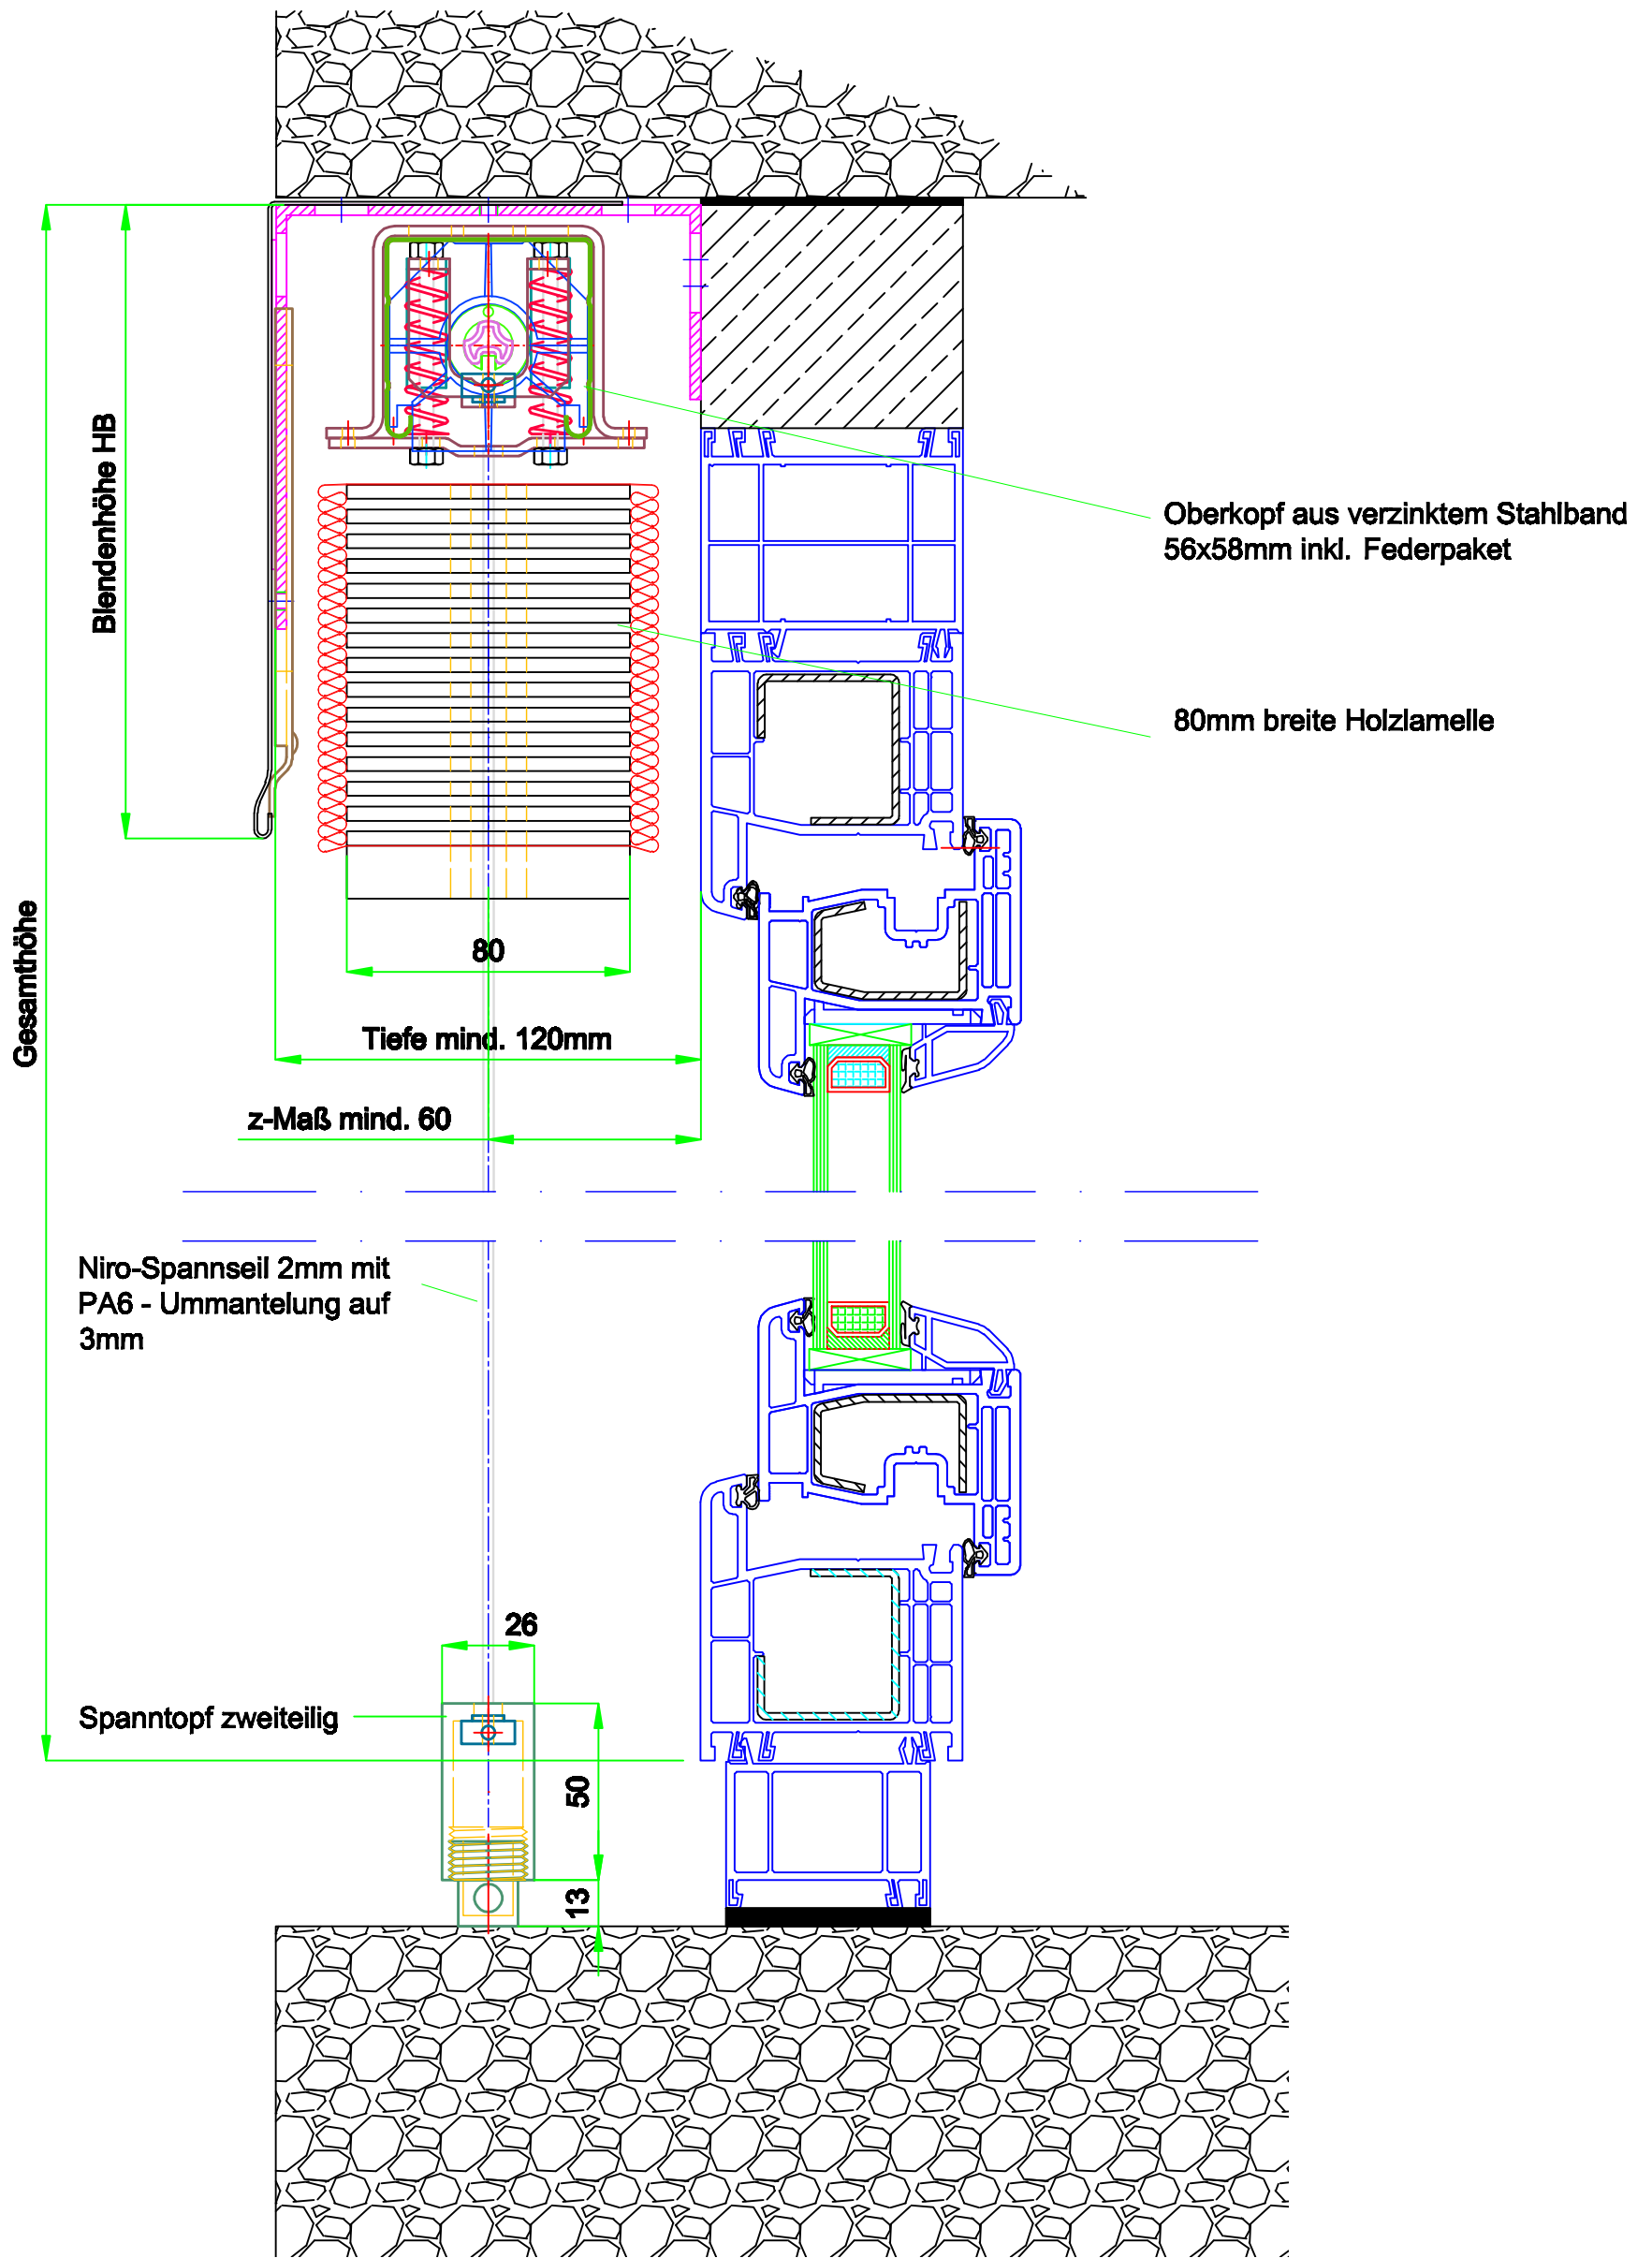 Blendenhöhe HB
Oberkopf aus verzinktem Stahlband
56x58mm inkl. Federpaket
80mm breite Holzlamelle
Gesamthöhe
80
Tiefe mind. 120mm
z-Maß mind. 60
Niro-Spannseil 2mm mit
PA6 - Ummantelung auf
3mm
26
Spanntopf zweiteilig
50
13